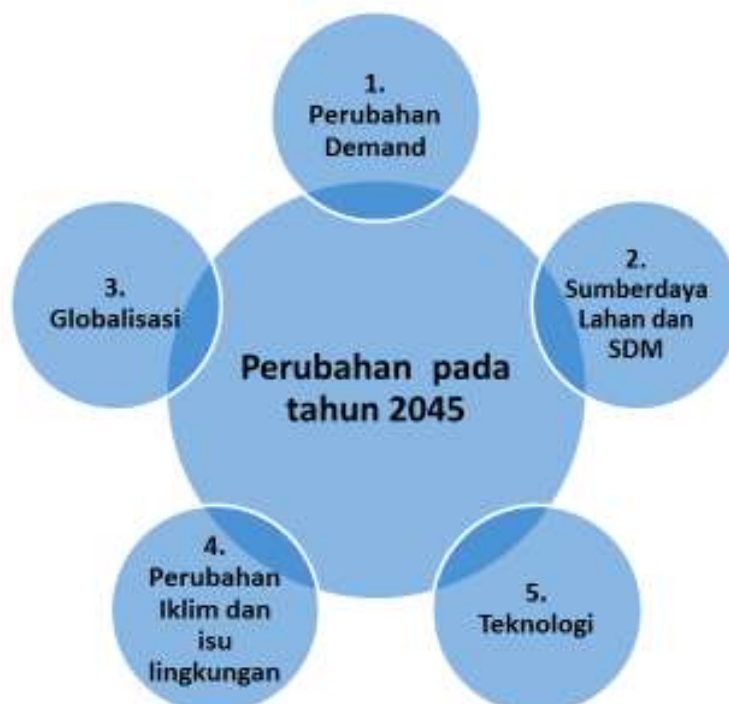 1.
Perubahan
Demand
2.
Sumberdaya
Lahan dan
SDM
3.
Globalisasi
Perubahan pada
tahun 2045
4.
Perubahan
Iklim dan
isu
lingkungan
5.
Teknologi